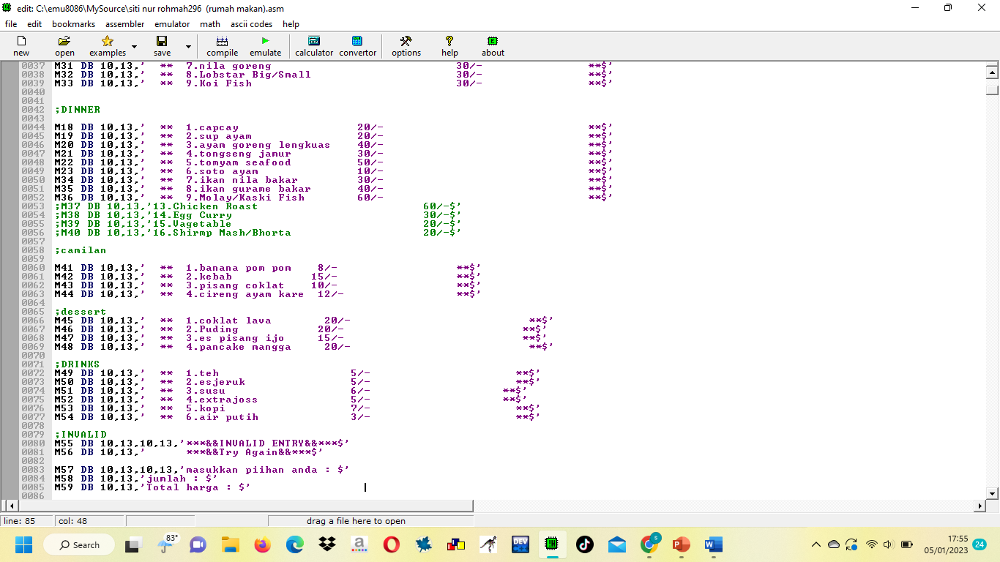 edit: C:\emu8086\MySource\siti nur rohmah296 (rumah makan).asm
file edit bookmarks assembler emulator math ascii codes help
new open examples save compile emulate calculator convertor options help about
0037 M31 DB 10,13,' ** 7.nila goreng 30/- **$'
0038 M32 DB 10,13,' ** 8.Lobstar Big/Small 30/- **$'
0039 M33 DB 10,13,' ** 9.Koi Fish 30/- **$'
0040
0041
0042 ;DINNER
0043
0044 M18 DB 10,13,' ** 1.capcay 20/- **$'
0045 M19 DB 10,13,' ** 2.sup ayam 20/- **$'
0046 M20 DB 10,13,' ** 3.ayam goreng lengkuas 40/- **$'
0047 M21 DB 10,13,' ** 4.tongseng jamur 30/- **$'
0048 M22 DB 10,13,' ** 5.tomyam seafood 50/- **$'
0049 M23 DB 10,13,' ** 6.soto ayam 10/- **$'
0050 M34 DB 10,13,' ** 7.ikan nila bakar 30/- **$'
0051 M35 DB 10,13,' ** 8.ikan gurame bakar 40/- **$'
0052 M36 DB 10,13,' ** 9.Molay/Kaski Fish 60/- **$'
0053 ;M37 DB 10,13,'13.Chicken Roast 60/-$'
0054 ;M38 DB 10,13,'14.Egg Curry 30/-$'
0055 ;M39 DB 10,13,'15.Vagetable 20/-$'
0056 ;M40 DB 10,13,'16.Shirmp Mash/Bhorta 20/-$'
0057
0058 ;camilan
0059
0060 M41 DB 10,13,' ** 1.banana pom pom 8/- **$'
0061 M42 DB 10,13,' ** 2.kebab 15/- **$'
0062 M43 DB 10,13,' ** 3.pisang coklat 10/- **$'
0063 M44 DB 10,13,' ** 4.cireng ayam kare 12/- **$'
0064
0065 ;dessert
0066 M45 DB 10,13,' ** 1.coklat lava 20/- **$'
0067 M46 DB 10,13,' ** 2.Puding 20/- **$'
0068 M47 DB 10,13,' ** 3.es pisang ijo 15/- **$'
0069 M48 DB 10,13,' ** 4.pancake mangga 20/- **$'
0070
0071 ;DRINKS
0072 M49 DB 10,13,' ** 1.teh 5/- **$'
0073 M50 DB 10,13,' ** 2.esjeruk 5/- **$'
0074 M51 DB 10,13,' ** 3.susu 6/- **$'
0075 M52 DB 10,13,' ** 4.extrajoss 5/- **$'
0076 M53 DB 10,13,' ** 5.kopi 7/- **$'
0077 M54 DB 10,13,' ** 6.air putih 3/- **$'
0078
0079 ;INVALID
0080 M55 DB 10,13,10,13,'***&&INVALID ENTRY&&***$'
0081 M56 DB 10,13,' ***&&Try Again&&***$'
0082
0083 M57 DB 10,13,10,13,'masukkan piihan anda : $'
0084 M58 DB 10,13,'jumlah : $'
0085 M59 DB 10,13,'Total harga : $'
0086
line: 85 col: 48 drag a file here to open
Search 83° a DEV S P W 17:55
05/01/2023 24